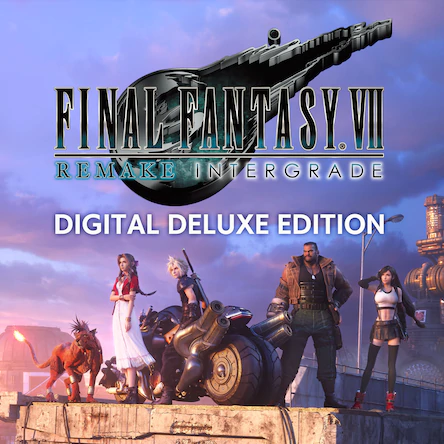 FINAL FANTASY. VII
REMAKE INTERGRADE
DIGITAL DELUXE EDITION